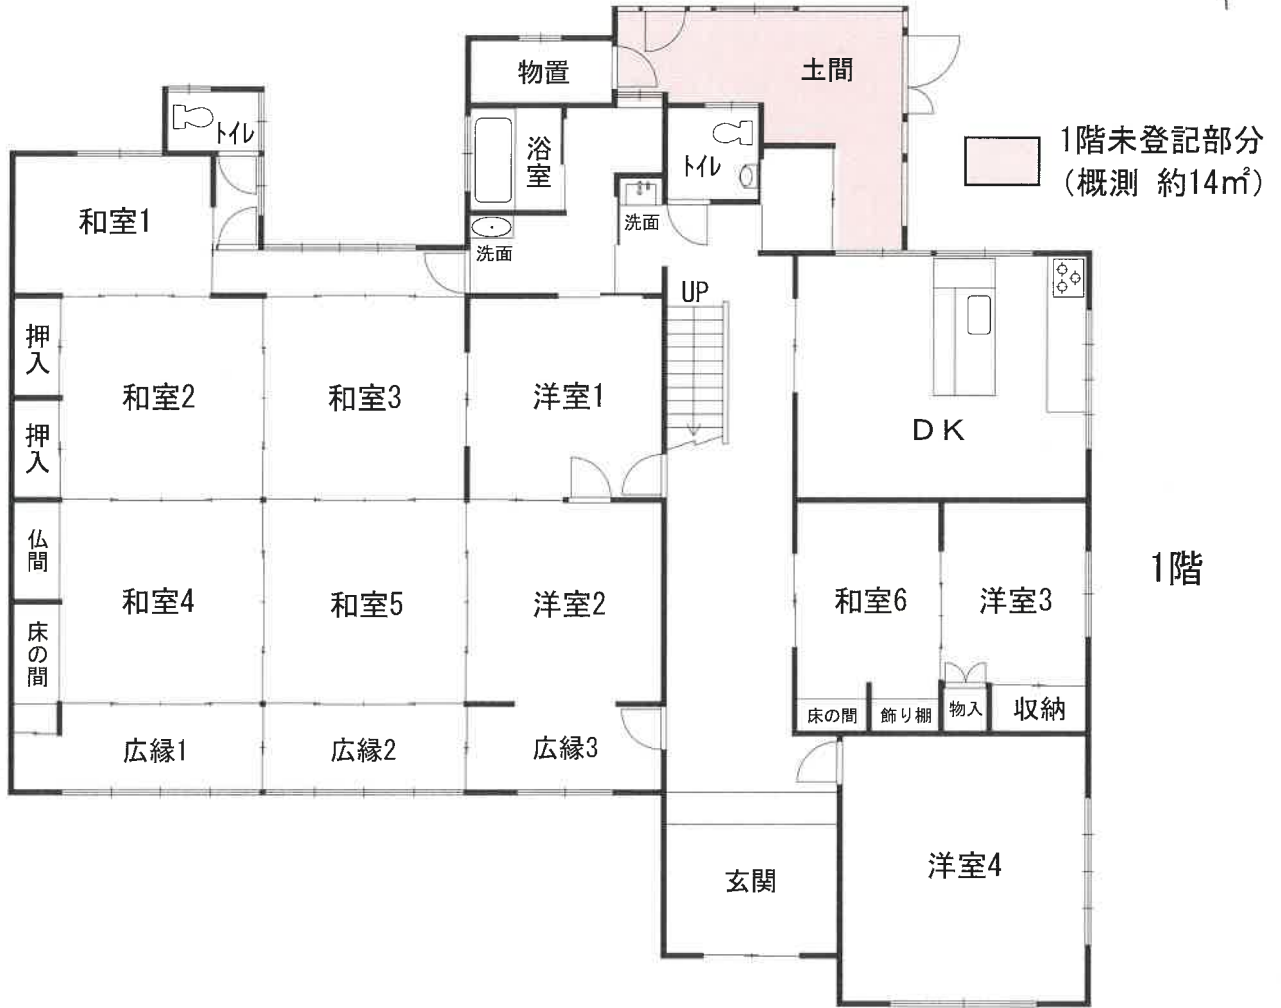 物置
土間
トイレ
浴室
トイレ
1階未登記部分
(概測 約14㎡)
和室1
洗面
洗面
UP
押入
和室2
和室3
洋室1
押入
DK
仏間
和室4
和室5
洋室2
和室6
洋室3
1階
床の間
床の間
飾り棚
物入
収納
広縁1
広縁2
広縁3
玄関
洋室4